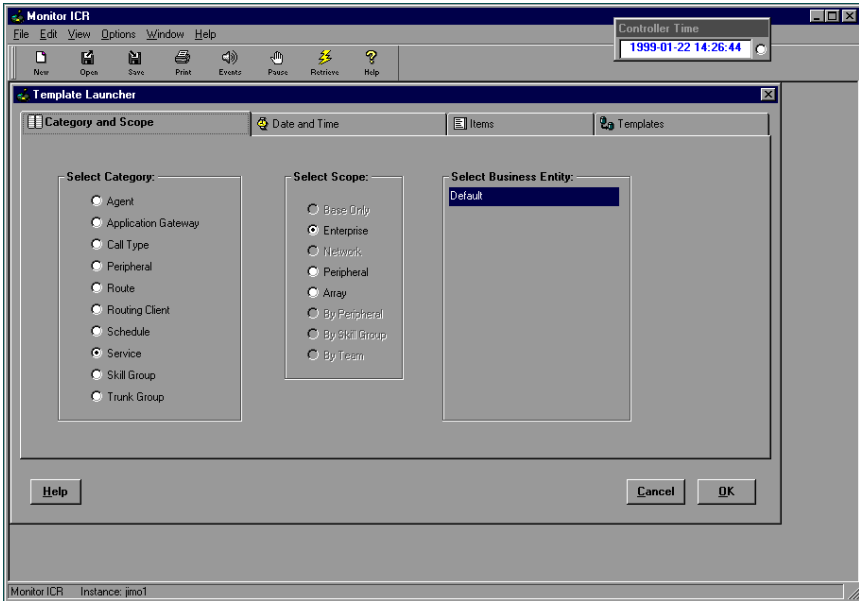 Monitor ICR
File Edit View Options Window Help
Controller Time
1999-01-22 14:26:44
New Open Save Print Events Pause Retrieve Help
Template Launcher
Category and Scope Date and Time Items Templates
Select Category:
Agent
Application Gateway
Call Type
Peripheral
Route
Routing Client
Schedule
Service
Skill Group
Trunk Group
Select Scope:
Base Only
Enterprise
Network
Peripheral
Array
By Peripheral
By Skill Group
By Team
Select Business Entity:
Default
Help Cancel OK
Monitor ICR Instance: jimo1